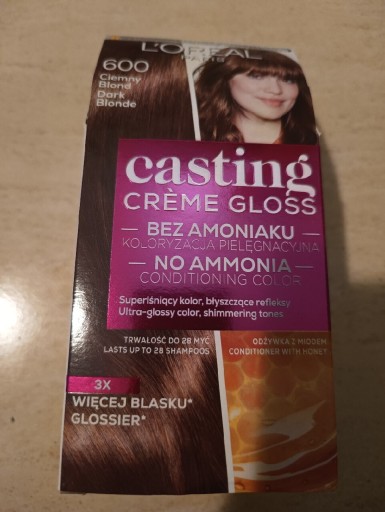 L'ORÉAL
PARIS
600
Ciemny
Blond
Dark
Blonde
casting
CRÈME GLOSS
— BEZ AMONIAKU —
KOLORYZACJA PIELĘGNACYJNA
— NO AMMONIA —
CONDITIONING COLOR
Superlśniący kolor, błyszczące refleksy
Ultra-glossy color, shimmering tones
TRWAŁOŚĆ DO 28 MYĆ
LASTS UP TO 28 SHAMPOOS
ODŻYWKA Z MIODEM
CONDITIONER WITH HONEY
3X
WIĘCEJ BLASKU*
GLOSSIER*